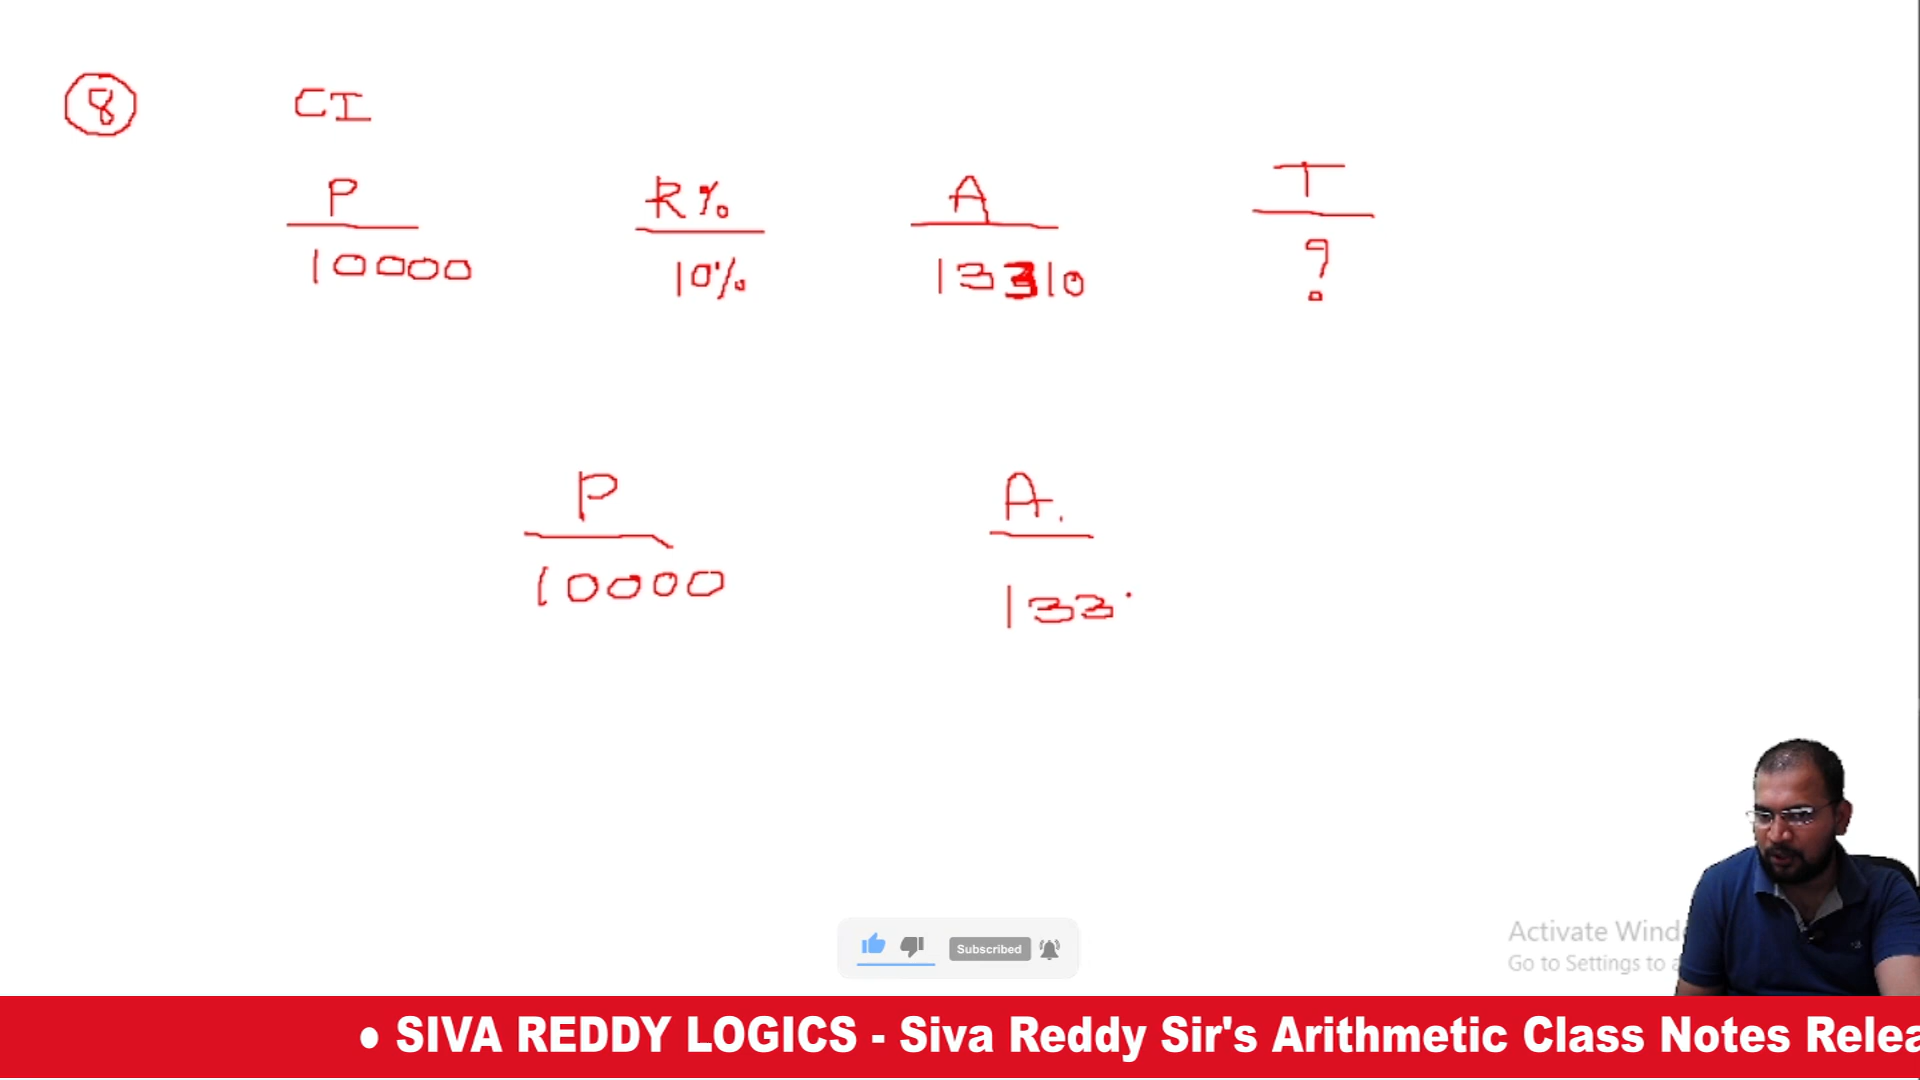 8 CI
P R% A T
10000 10% 13310 ?
P A.
10000 133
Subscribed
Activate Wind
Go to Settings to a
• SIVA REDDY LOGICS - Siva Reddy Sir's Arithmetic Class Notes Relea